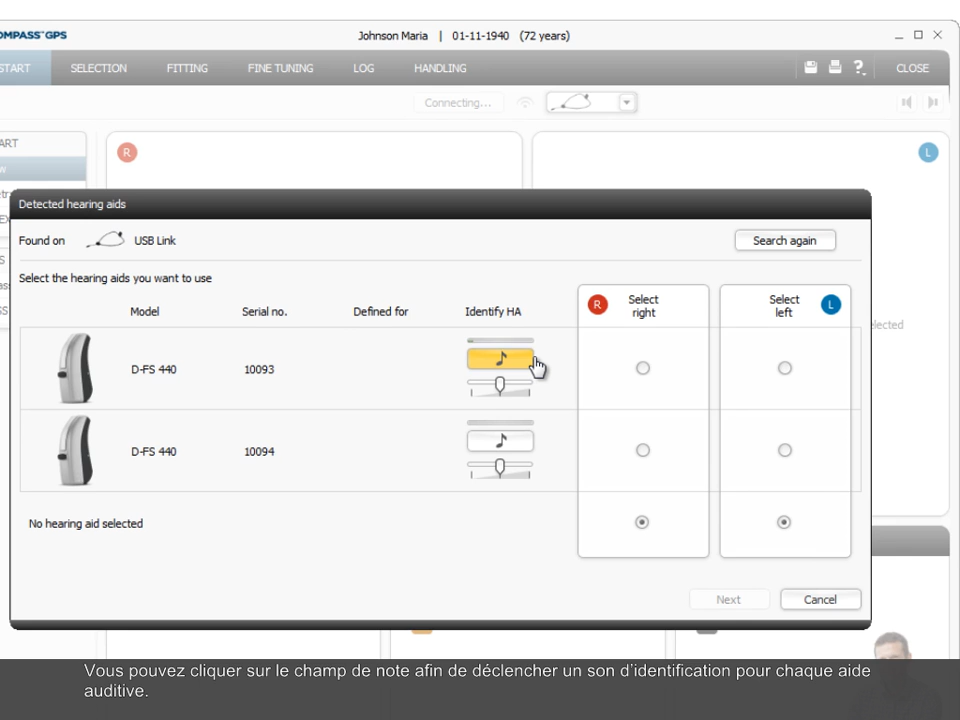 OMPASS GPS
Johnson Maria | 01-11-1940 (72 years)
START SELECTION FITTING FINE TUNING LOG HANDLING ? CLOSE
Connecting...
ART
R
L
Detected hearing aids
Found on USB Link Search again
Select the hearing aids you want to use
Model Serial no. Defined for Identify HA R Select right Select left L
elected
D-FS 440 10093
D-FS 440 10094
No hearing aid selected
Next Cancel
Vous pouvez cliquer sur le champ de note afin de déclencher un son d'identification pour chaque aide
auditive.